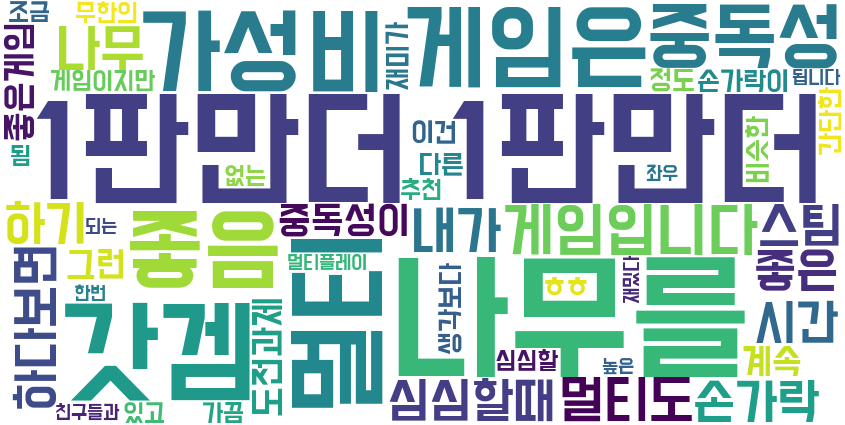 조금
무한의
나무
가성비
재미가
게임은
중독성
좋은게임
게임이지만
정도
손가락이
됩니다
1판만더
1판만더
이건
다른
추천
비슷한
간단한
됨
없는
좌우
하기
되는
좋음
중독성이
내가
게임입니다
스팀
그런
멀티플레이
멀티
나무를
ㅎㅎ
재밌다
좋은
하다보면
한번
갓겜
도전과제
생각보다
시간
심심할
높은
계속
친구들과
있고
가끔
심심할때
멀티도
손가락